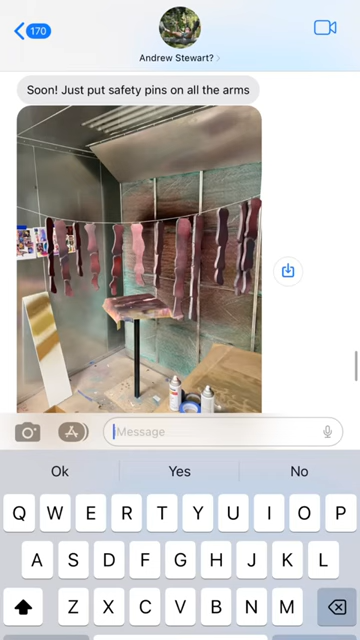 170
Andrew Stewart? >
Soon! Just put safety pins on all the arms
Message
Ok Yes No
Q W E R T Y U I O P
A S D F G H J K L
Z X C V B N M